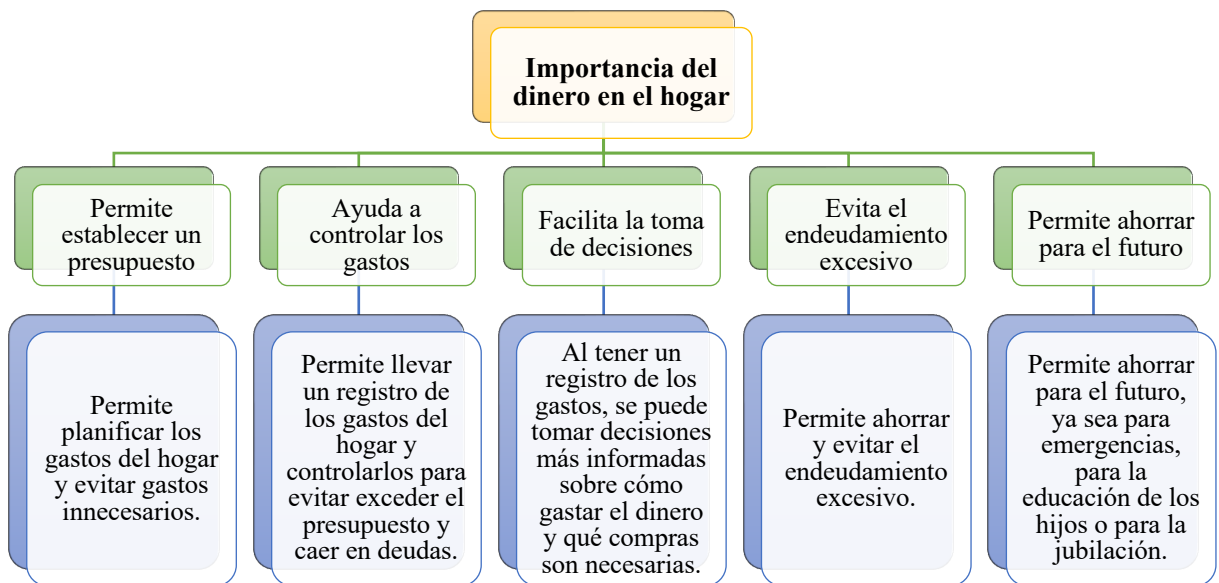 Importancia del
dinero en el hogar
Permite
establecer un
presupuesto
Ayuda a
controlar los
gastos
Facilita la toma
de decisiones
Evita el
endeudamiento
excesivo
Permite ahorrar
para el futuro
Permite
planificar los
gastos del hogar
y evitar gastos
innecesarios.
Permite llevar
un registro de
los gastos del
hogar y
controlarlos para
evitar exceder el
presupuesto y
caer en deudas.
Al tener un
registro de los
gastos, se puede
tomar decisiones
más informadas
sobre cómo
gastar el dinero
y qué compras
son necesarias.
Permite ahorrar
y evitar el
endeudamiento
excesivo.
Permite ahorrar
para el futuro,
ya sea para
emergencias,
para la
educación de los
hijos o para la
jubilación.